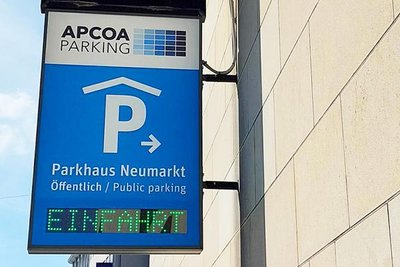 APCOA
PARKING
P
Parkhaus Neumarkt
Öffentlich / Public parking
EINFAHRT